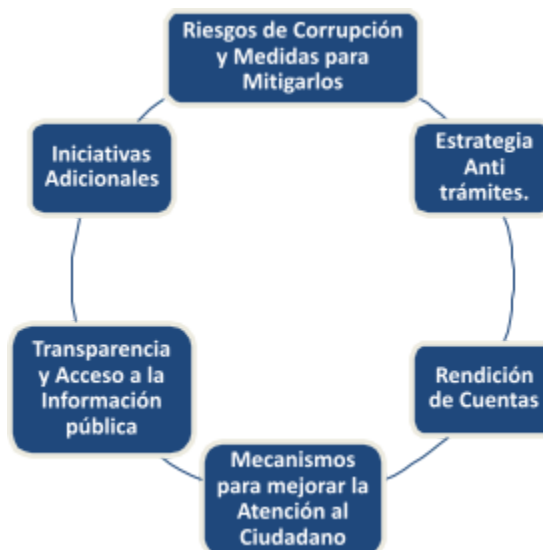 Riesgos de Corrupción
y Medidas para
Mitigarlos
Estrategia
Anti
trámites.
Rendición
de Cuentas
Mecanismos
para mejorar la
Atención al
Ciudadano
Transparencia
y Acceso a la
Información
pública
Iniciativas
Adicionales